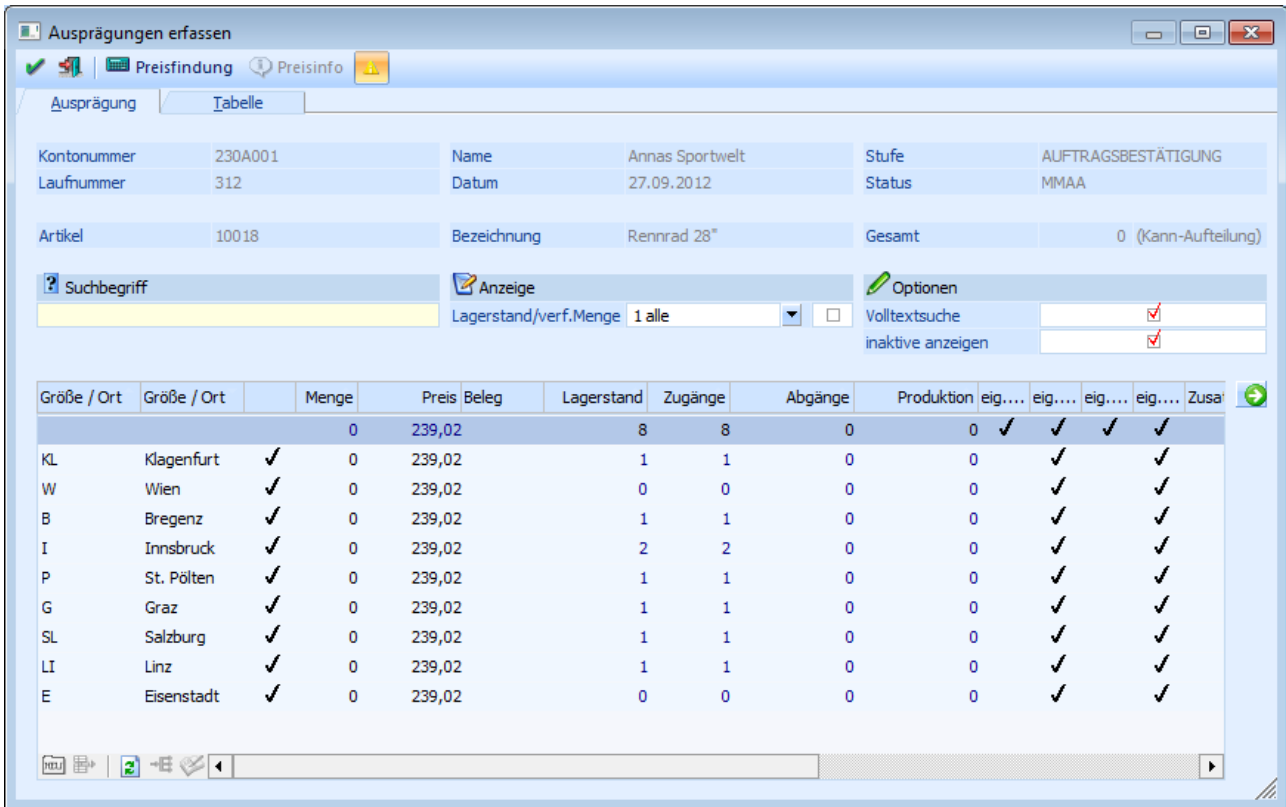 Ausprägungen erfassen
Preisfindung Preisinfo
Ausprägung Tabelle
Kontonummer 230A001 Name Annas Sportwelt Stufe AUFTRAGSBESTÄTIGUNG
Laufnummer 312 Datum 27.09.2012 Status MMAA
Artikel 10018 Bezeichnung Rennrad 28" Gesamt 0 (Kann-Aufteilung)
Suchbegriff Anzeige Optionen
Lagerstand/verf.Menge 1 alle Volltextsuche
inaktive anzeigen
Größe / Ort Größe / Ort Menge Preis Beleg Lagerstand Zugänge Abgänge Produktion eig.... eig.... eig.... eig.... Zusat
0 239,02 8 8 0 0
KL Klagenfurt 0 239,02 1 1 0 0
W Wien 0 239,02 0 0 0 0
B Bregenz 0 239,02 1 1 0 0
I Innsbruck 0 239,02 2 2 0 0
P St. Pölten 0 239,02 1 1 0 0
G Graz 0 239,02 1 1 0 0
SL Salzburg 0 239,02 1 1 0 0
LI Linz 0 239,02 1 1 0 0
E Eisenstadt 0 239,02 0 0 0 0